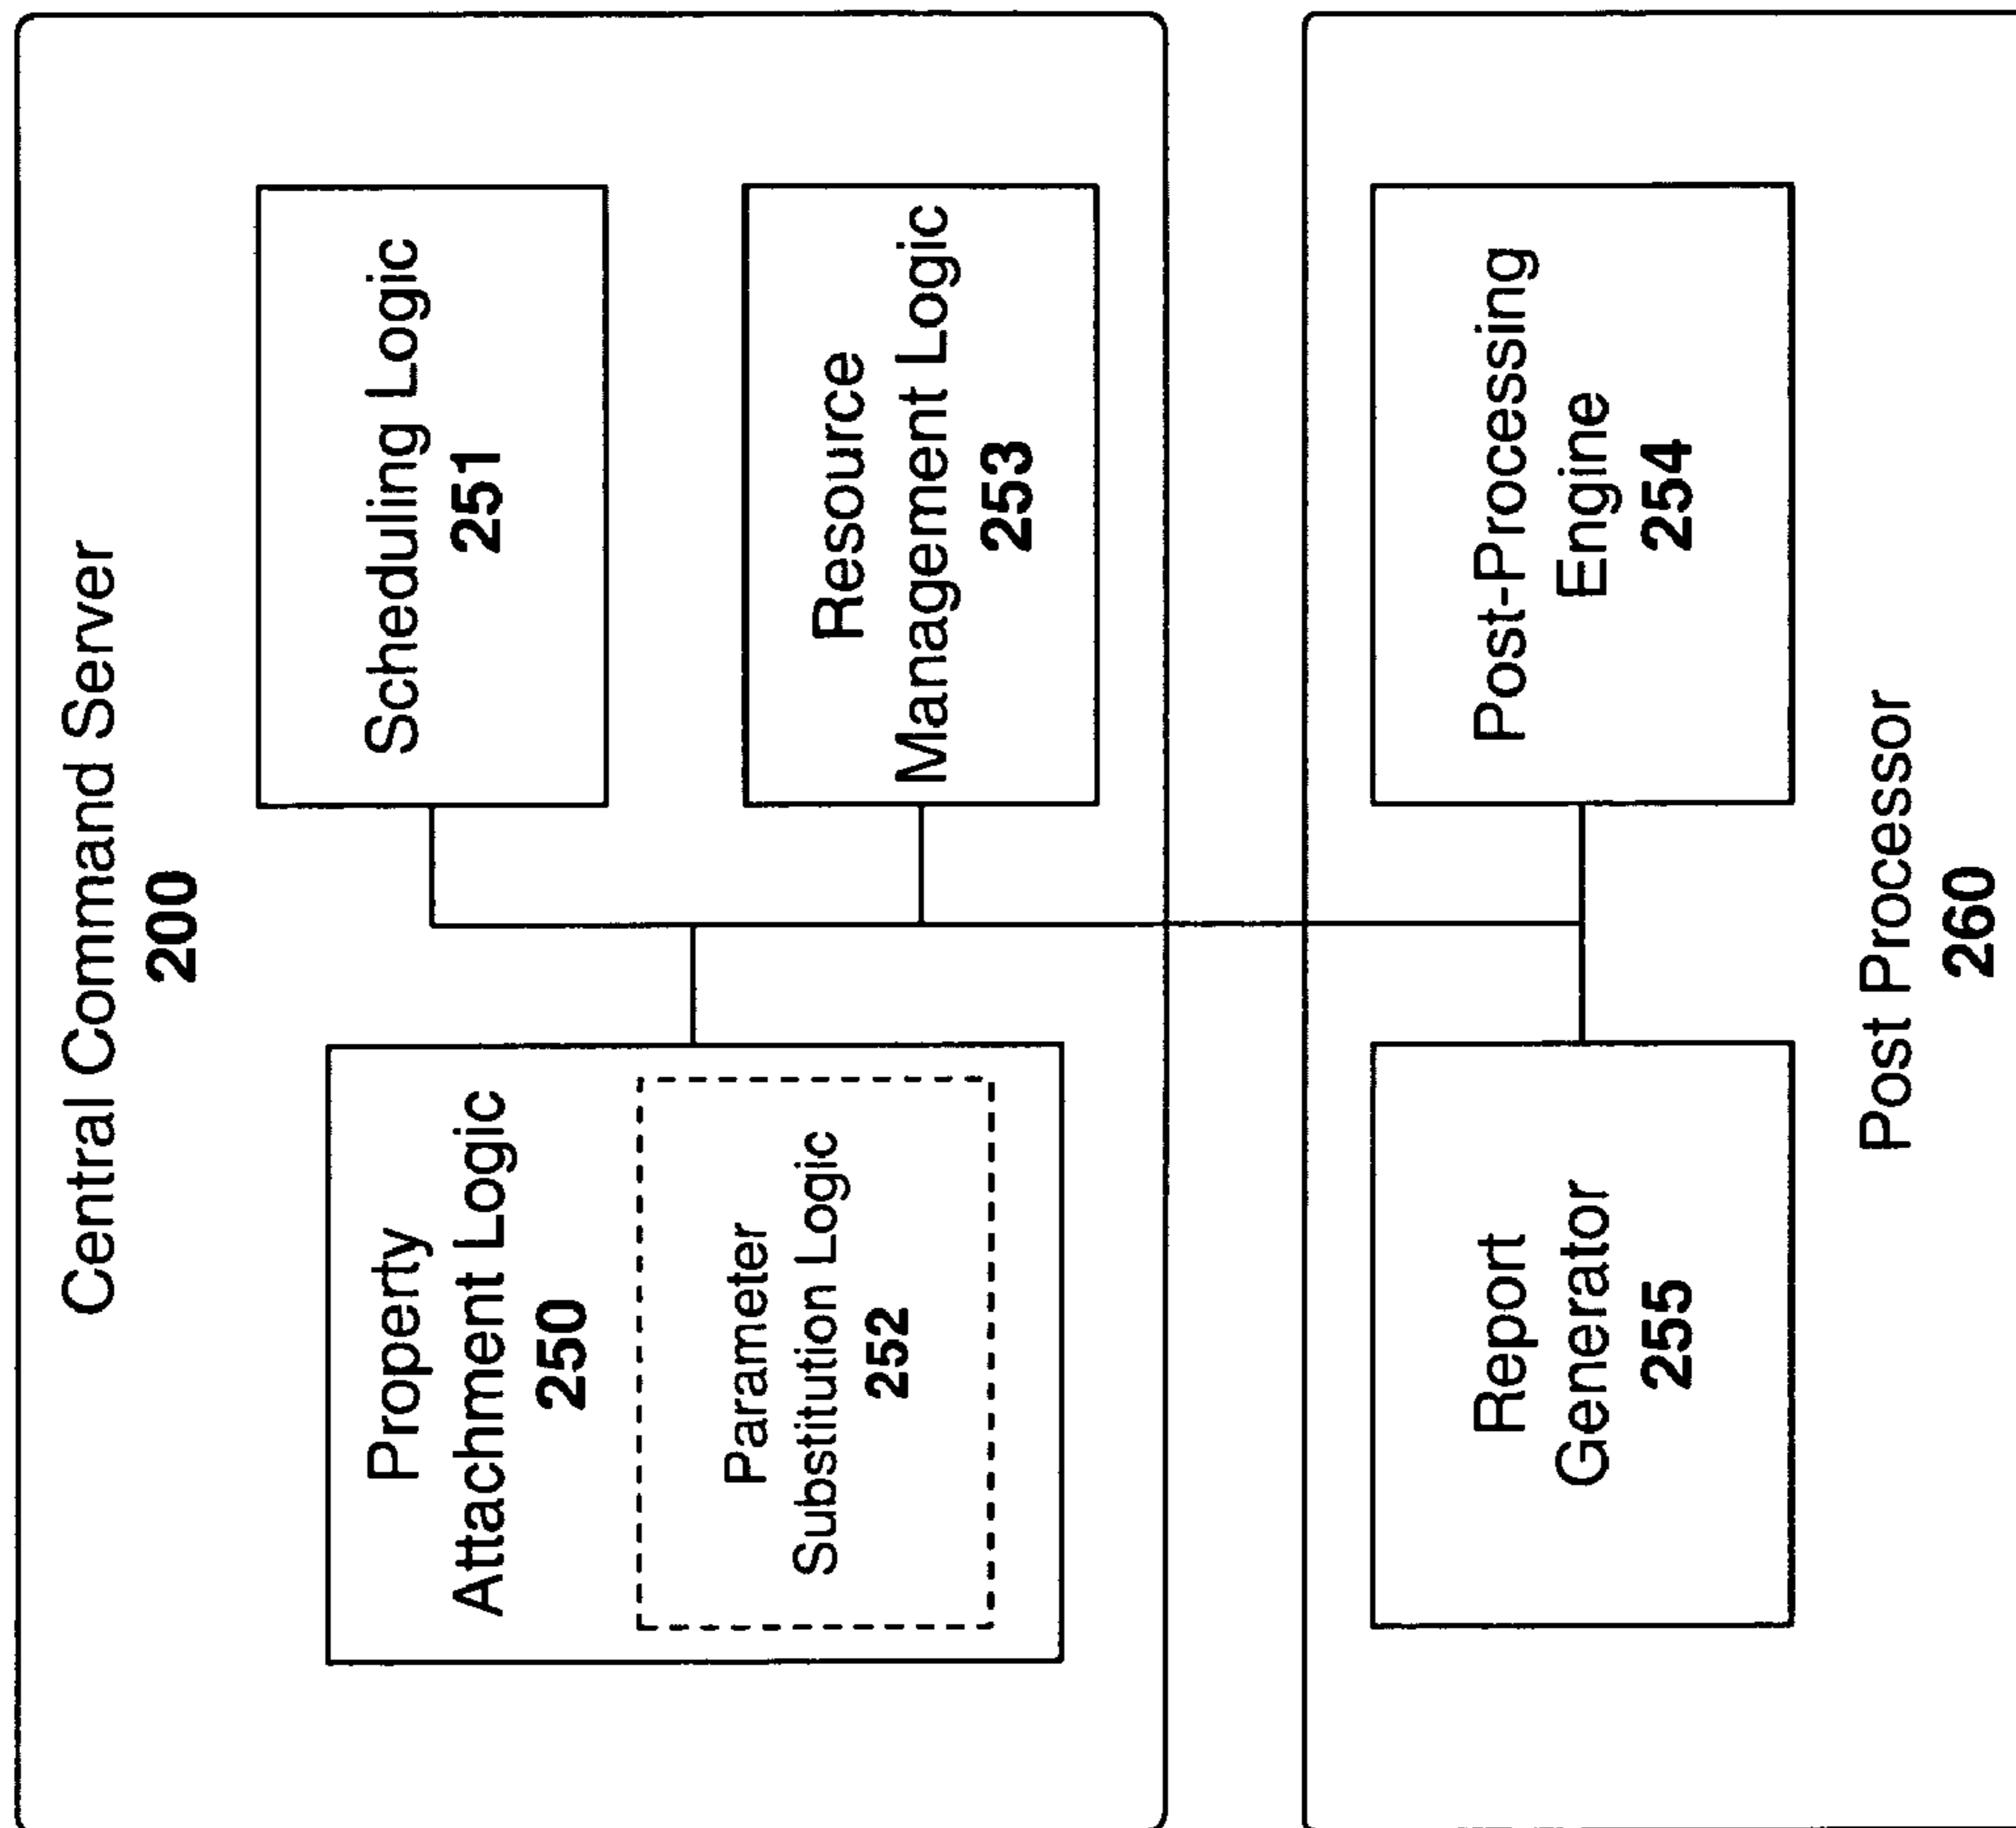 Central Command Server
200
Property
Attachment Logic
250
Parameter
Substitution Logic
252
Scheduling Logic
251
Resource
Management Logic
253
Report
Generator
255
Post-Processing
Engine
254
Post Processor
260